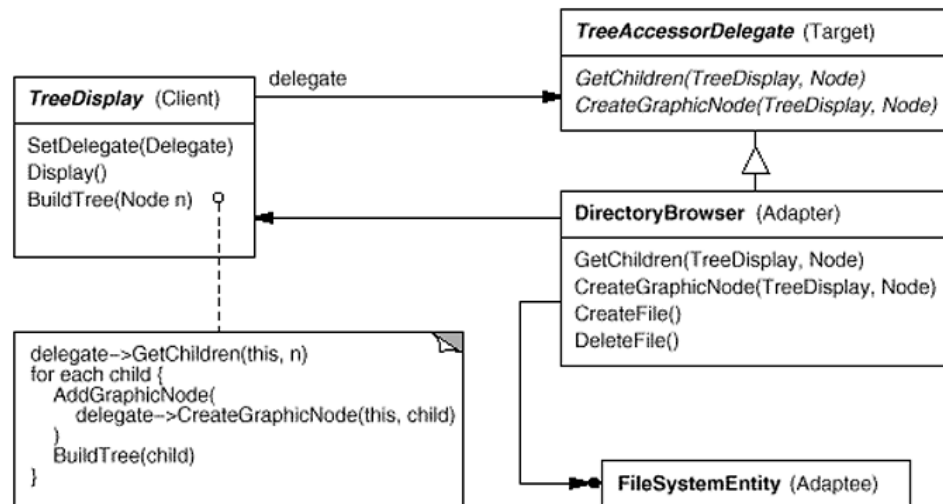 TreeAccessorDelegate (Target)
GetChildren(TreeDisplay, Node)
CreateGraphicNode(TreeDisplay, Node)
delegate
TreeDisplay (Client)
SetDelegate(Delegate)
Display()
BuildTree(Node n)
DirectoryBrowser (Adapter)
GetChildren(TreeDisplay, Node)
CreateGraphicNode(TreeDisplay, Node)
CreateFile()
DeleteFile()
delegate->GetChildren(this, n)
for each child {
AddGraphicNode(
delegate->CreateGraphicNode(this, child)
)
BuildTree(child)
}
FileSystemEntity (Adaptee)